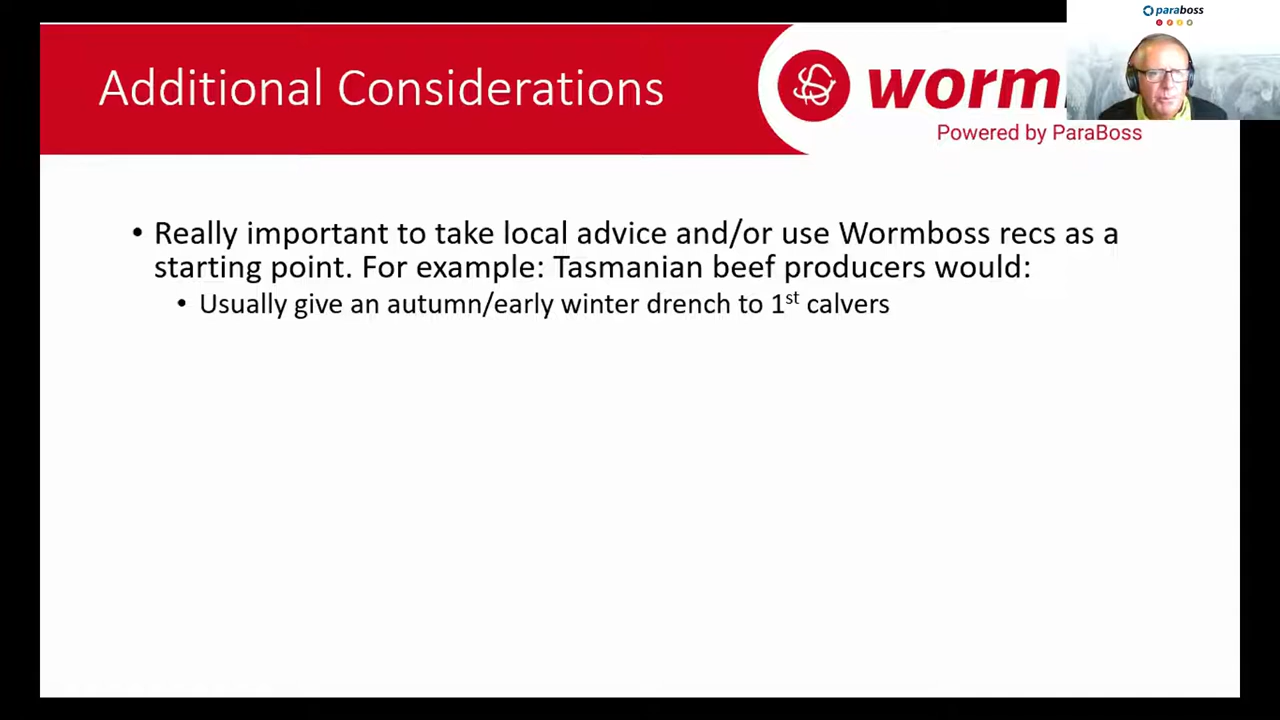 paraboss
Additional Considerations
Powered by ParaBoss
• Really important to take local advice and/or use Wormboss recs as a
starting point. For example: Tasmanian beef producers would:
• Usually give an autumn/early winter drench to 1st calvers